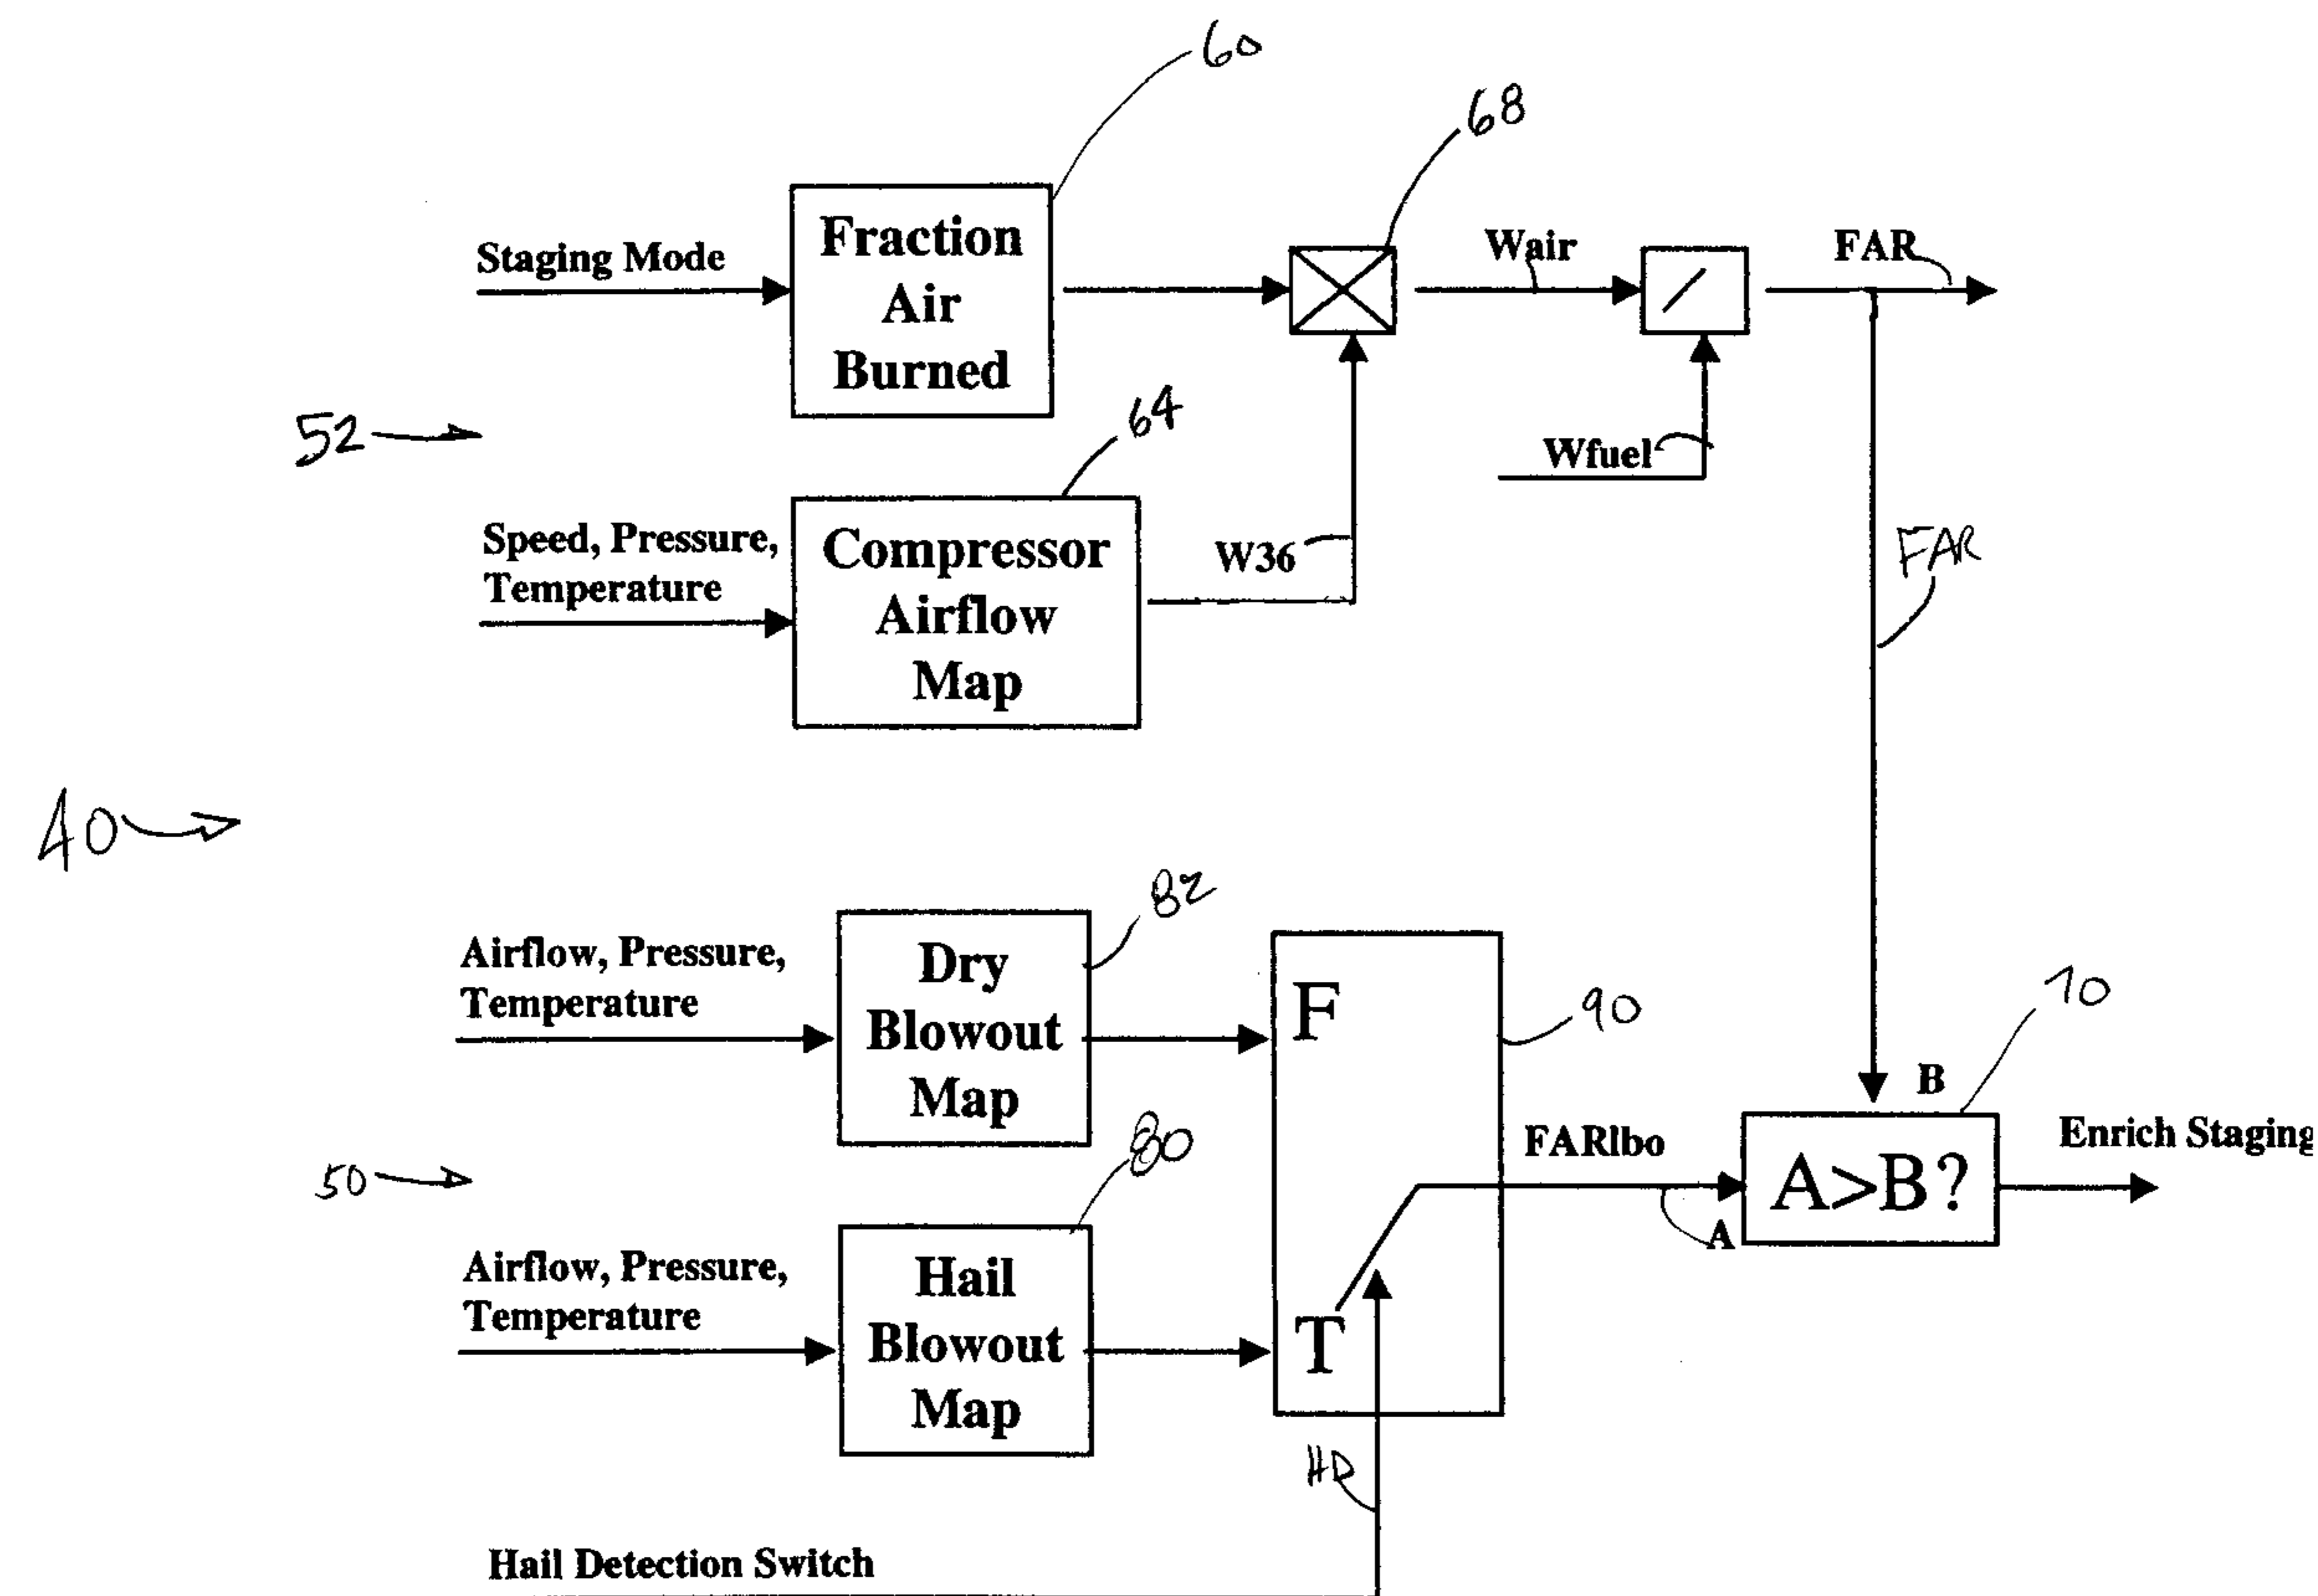 60
68
Staging Mode
Fraction
Air
Burned
Wair
FAR
52
64
Wfuel
Speed, Pressure,
Temperature
Compressor
Airflow
Map
W36
FAR
40
82
Airflow, Pressure,
Temperature
Dry
Blowout
Map
F
90
70
B
50
80
FARlbo
A>B?
Enrich Staging
A
Airflow, Pressure,
Temperature
Hail
Blowout
Map
T
HD
Hail Detection Switch